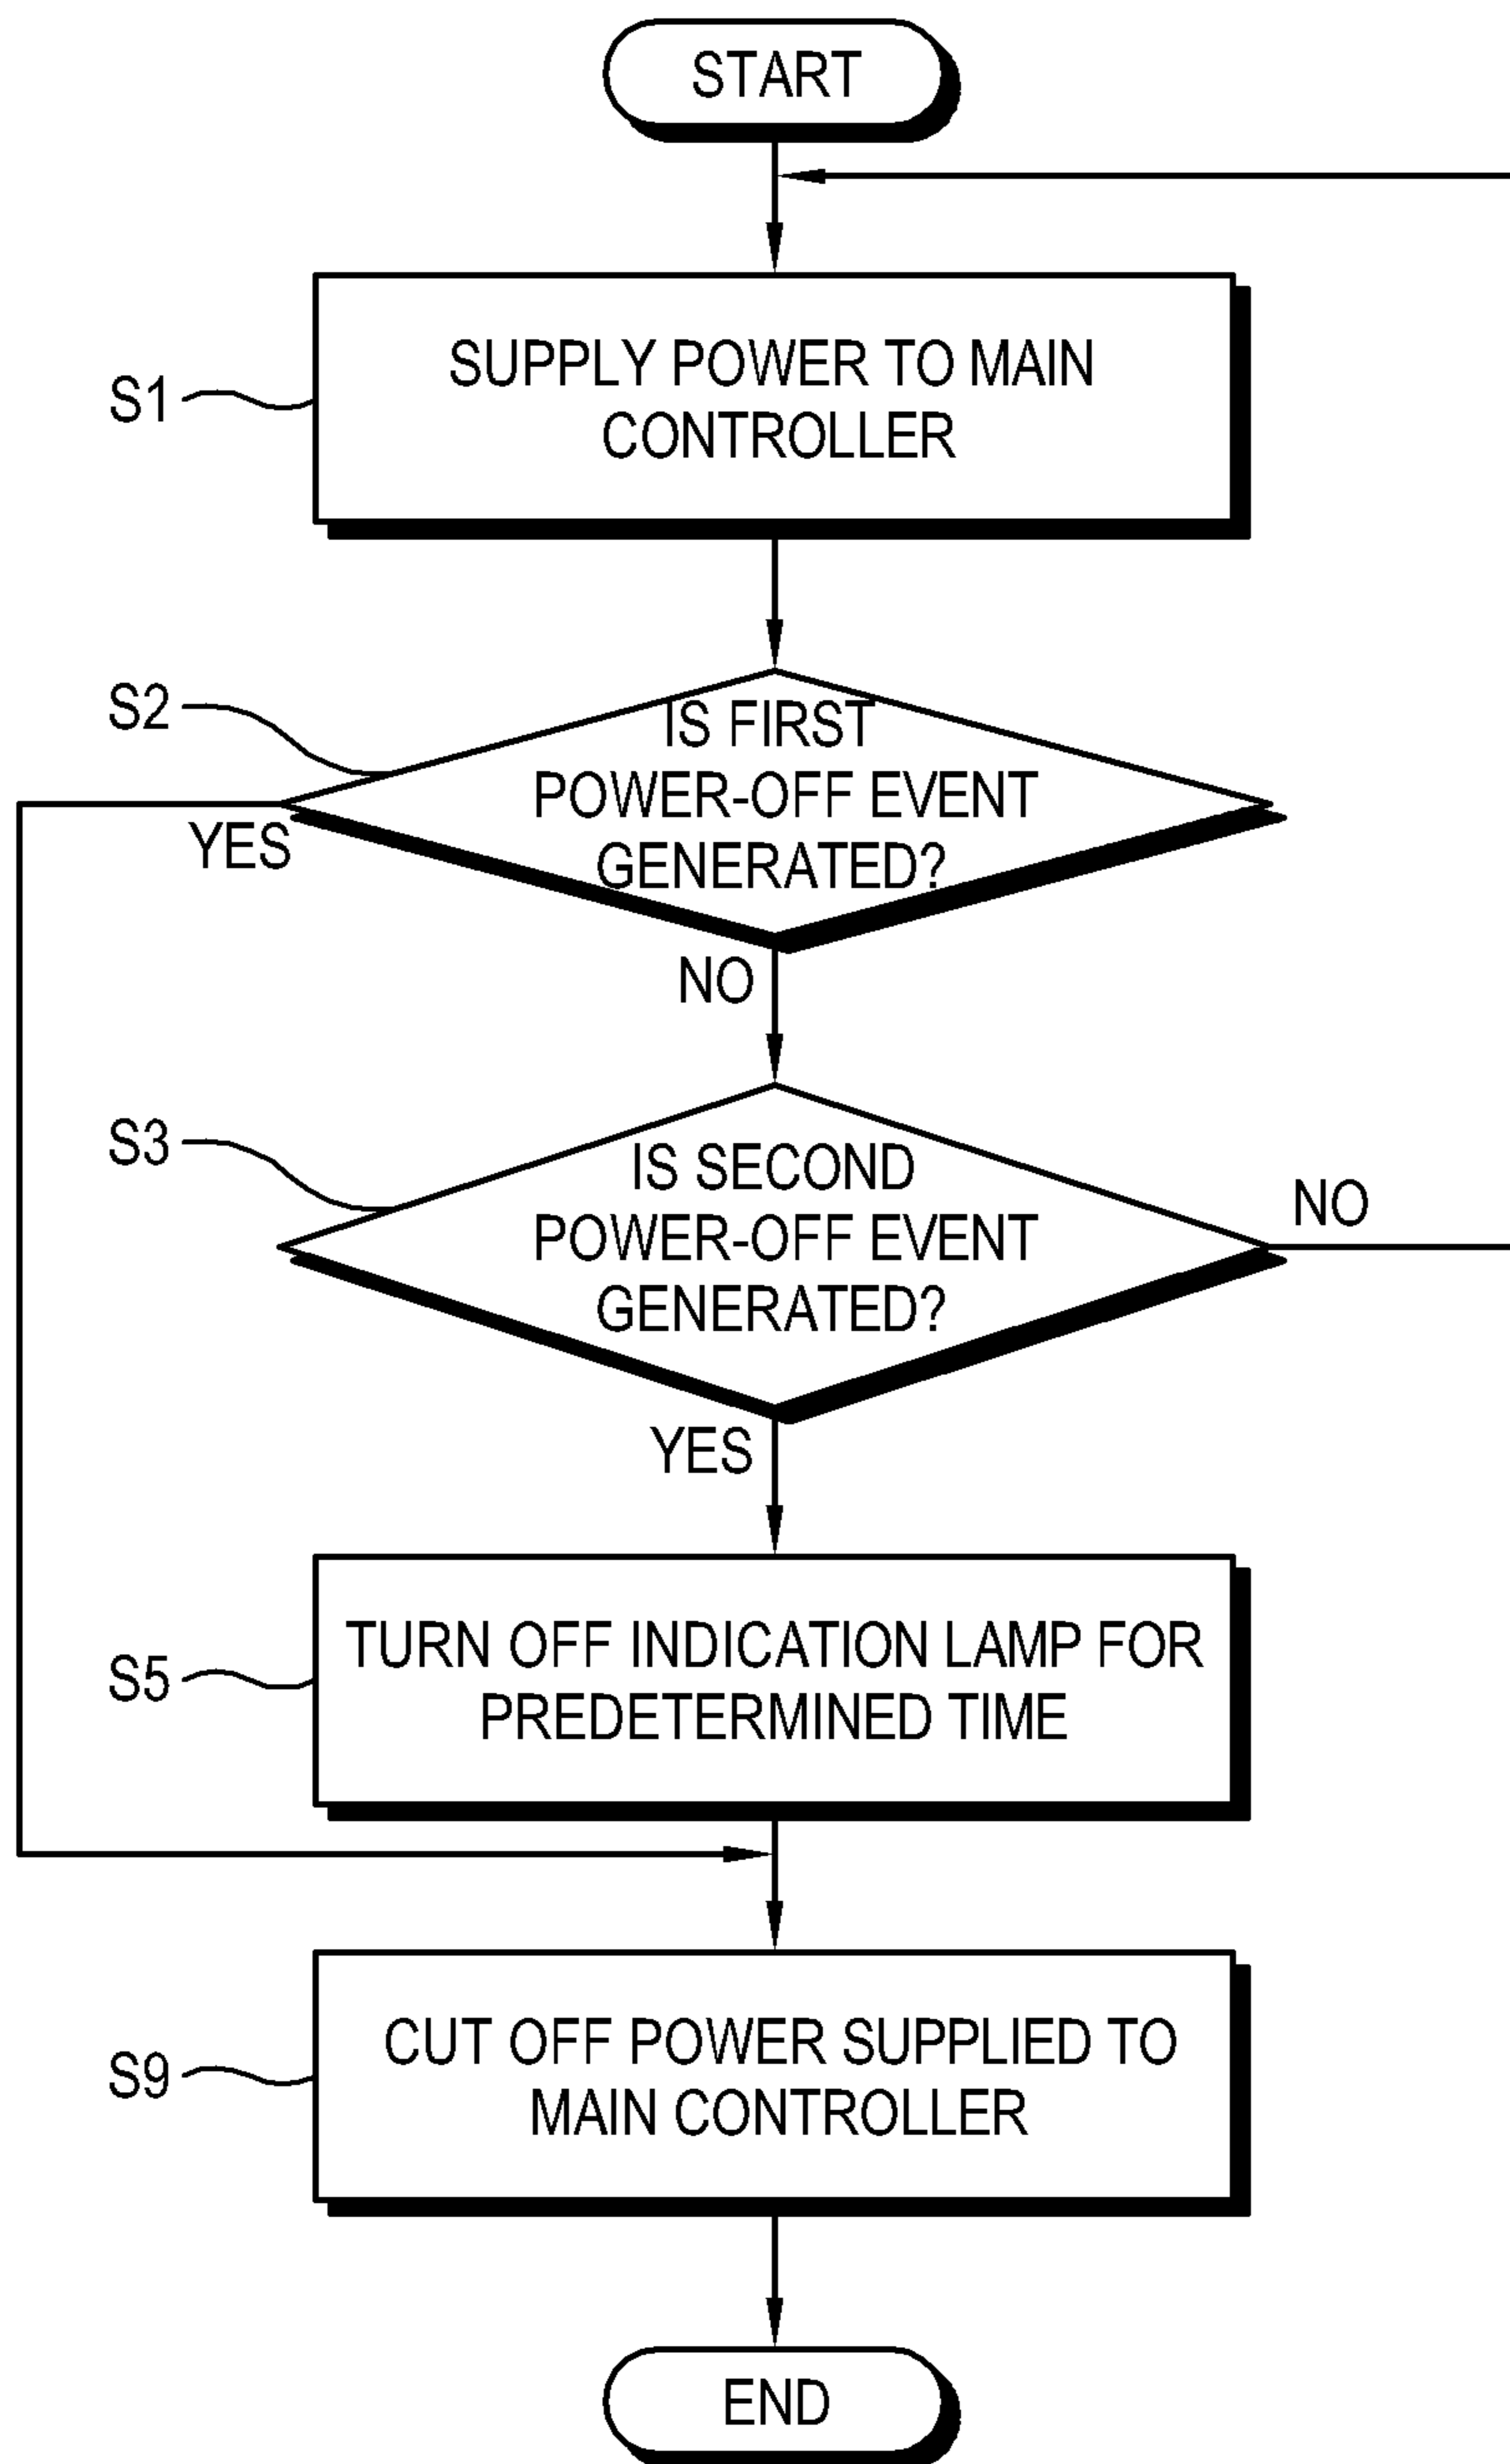 START
S1
SUPPLY POWER TO MAIN
CONTROLLER
S2
IS FIRST
POWER-OFF EVENT
GENERATED?
YES
NO
S3
IS SECOND
POWER-OFF EVENT
GENERATED?
NO
YES
S5
TURN OFF INDICATION LAMP FOR
PREDETERMINED TIME
S9
CUT OFF POWER SUPPLIED TO
MAIN CONTROLLER
END